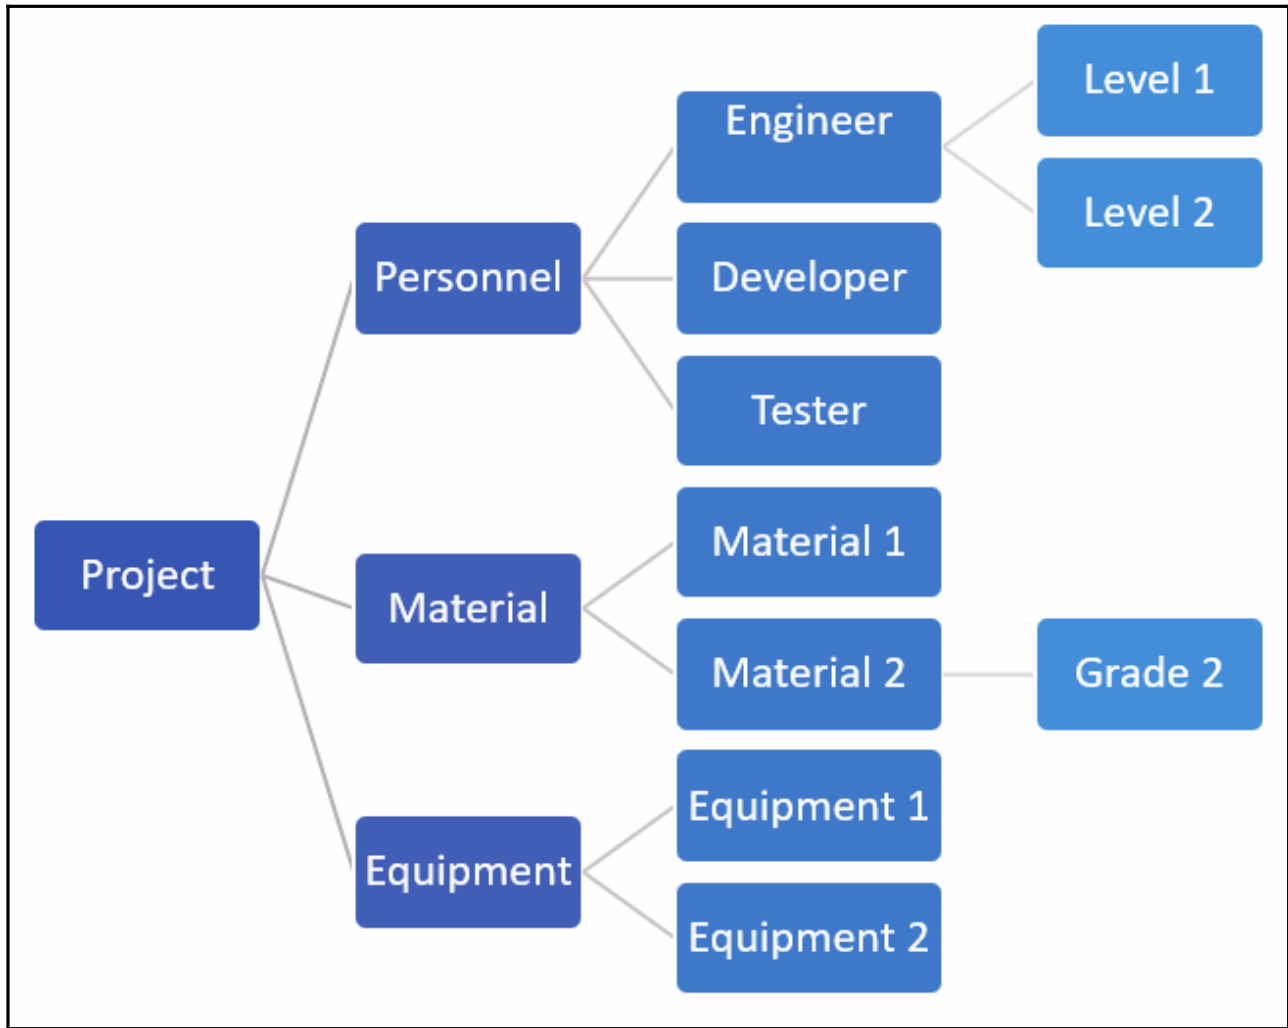 Project
Personnel
Engineer
Level 1
Level 2
Developer
Tester
Material
Material 1
Material 2
Grade 2
Equipment
Equipment 1
Equipment 2